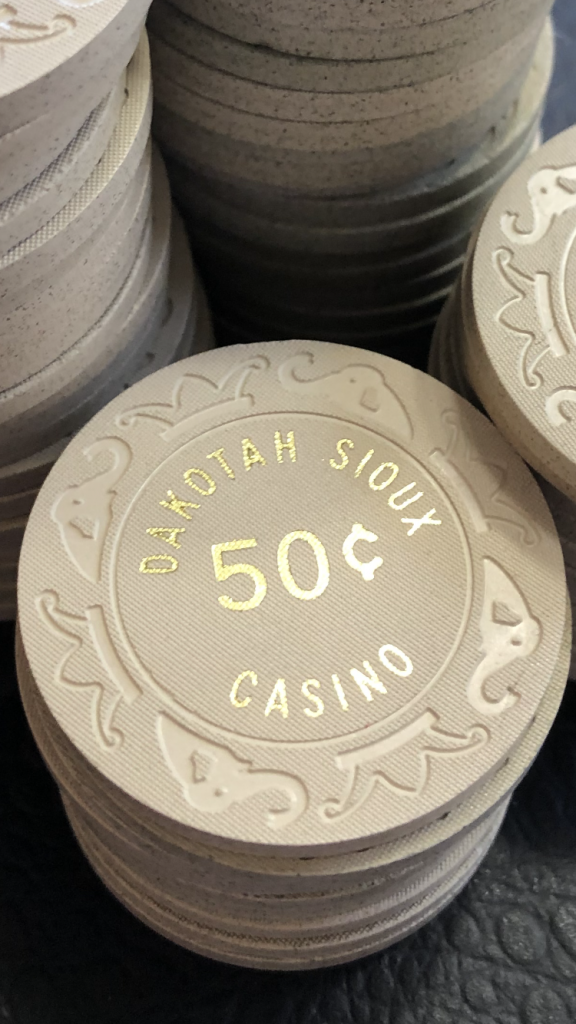 DAKOTAH SIOUX
50¢
CASINO